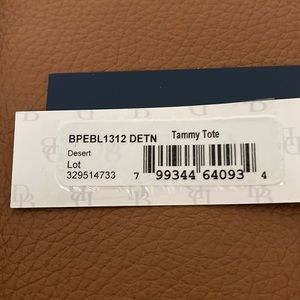 BPEBL1312 DETN Tammy Tote
Desert
Lot
329514733
7 99344 64093 4